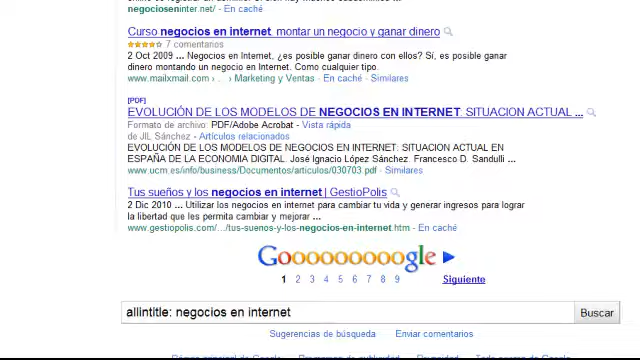 negocioseninter.net/ - En caché
Curso negocios en internet, montar un negocio y ganar dinero
7 comentarios
2 Oct 2009 ... Negocios en Internet, ¿es posible ganar dinero con ellos? Sí, es posible ganar
dinero montando un negocio en Internet. Como cualquier tipo.
www.mailxmail.com › ... › Marketing y Ventas - En caché - Similares
[PDF]
EVOLUCIÓN DE LOS MODELOS DE NEGOCIOS EN INTERNET: SITUACION ACTUAL ...
Formato de archivo: PDF/Adobe Acrobat - Vista rápida
de JIL Sánchez - Artículos relacionados
EVOLUCIÓN DE LOS MODELOS DE NEGOCIOS EN INTERNET: SITUACION ACTUAL EN
ESPAÑA DE LA ECONOMIA DIGITAL. José Ignacio López Sánchez. Francesco D. Sandulli ...
www.ucm.es/info/business/Documentos/articulos/030703.pdf - Similares
Tus sueños y los negocios en internet | GestioPolis
2 Dic 2010 ... Utilizar los negocios en internet para cambiar tu vida y generar ingresos para lograr
la libertad que les permita cambiar y mejorar ...
www.gestiopolis.com/.../tus-suenos-y-los-negocios-en-internet.htm - En caché
Goooooooooogle
1 2 3 4 5 6 7 8 9 Siguiente
allintitle: negocios en internet Buscar
Sugerencias de búsqueda Enviar comentarios